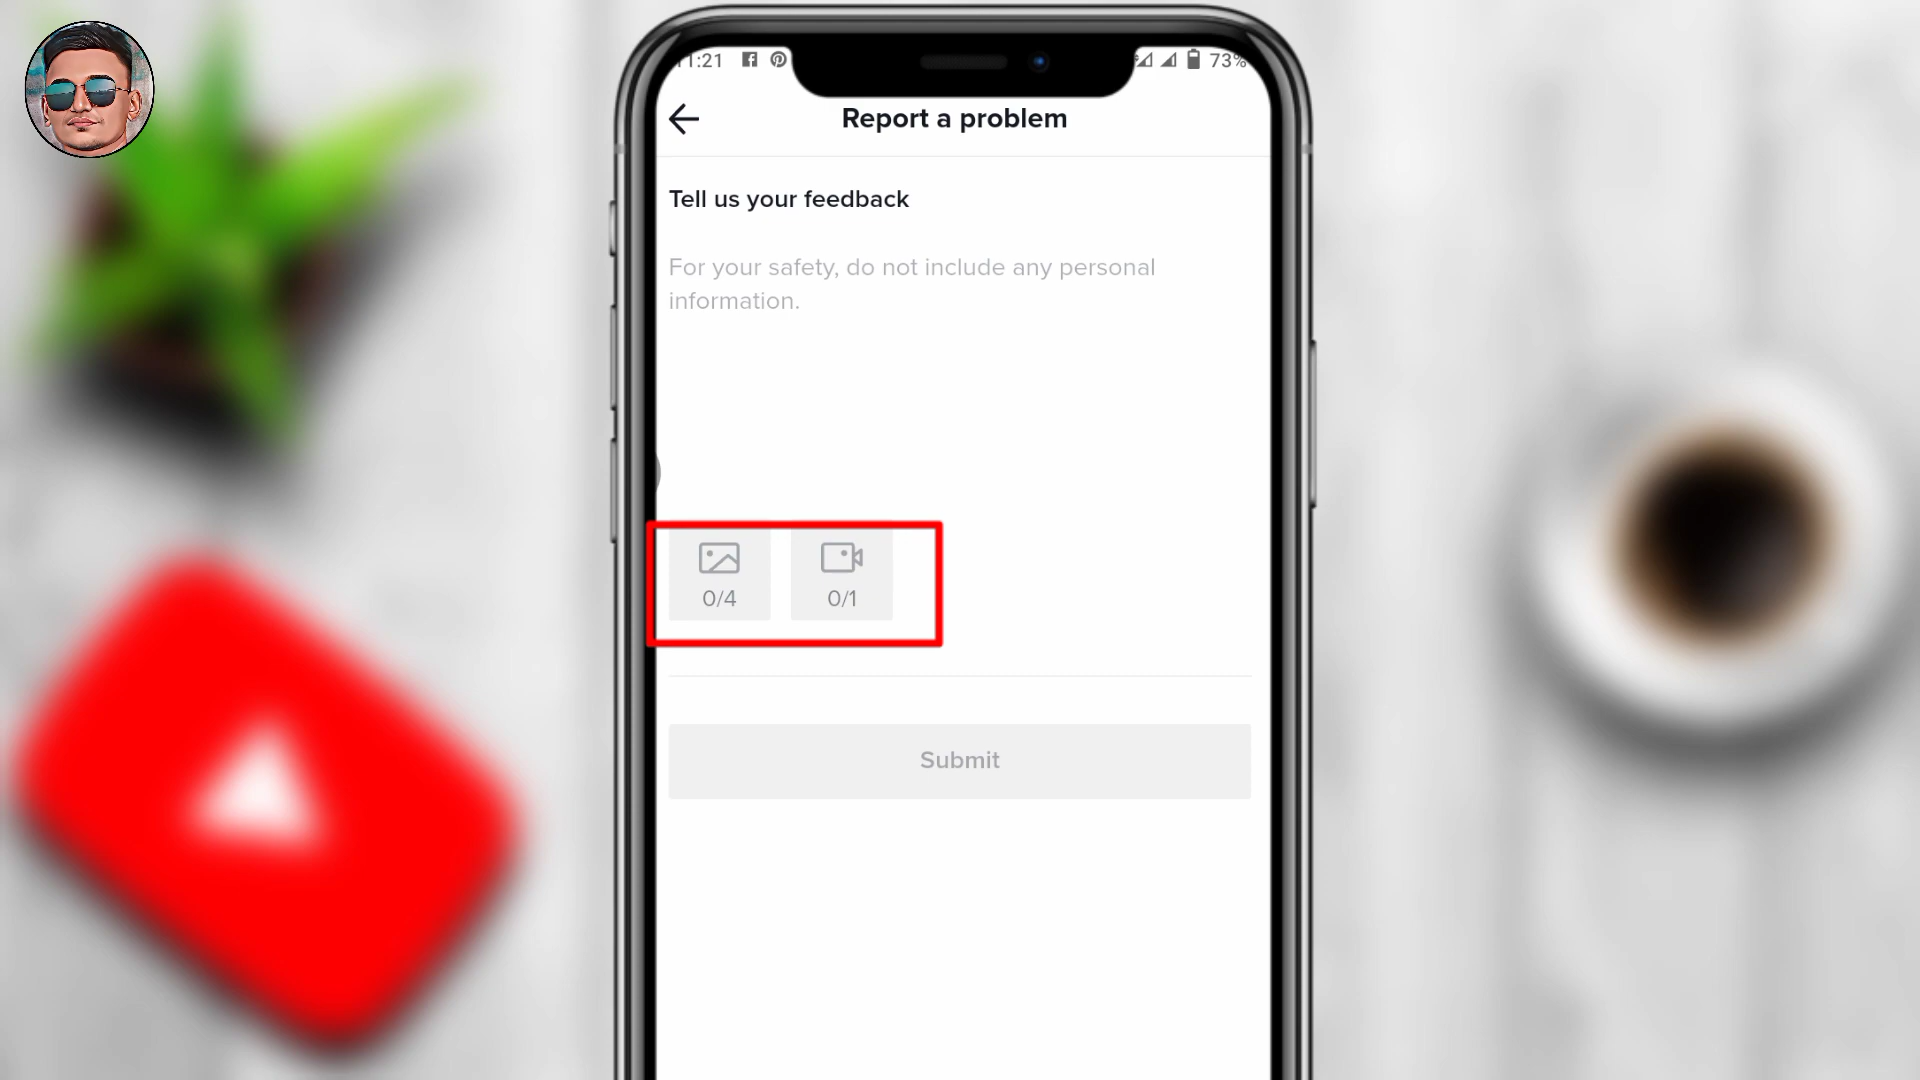 73%
Report a problem
Tell us your feedback
For your safety, do not include any personal
information.
0/4
0/1
Submit